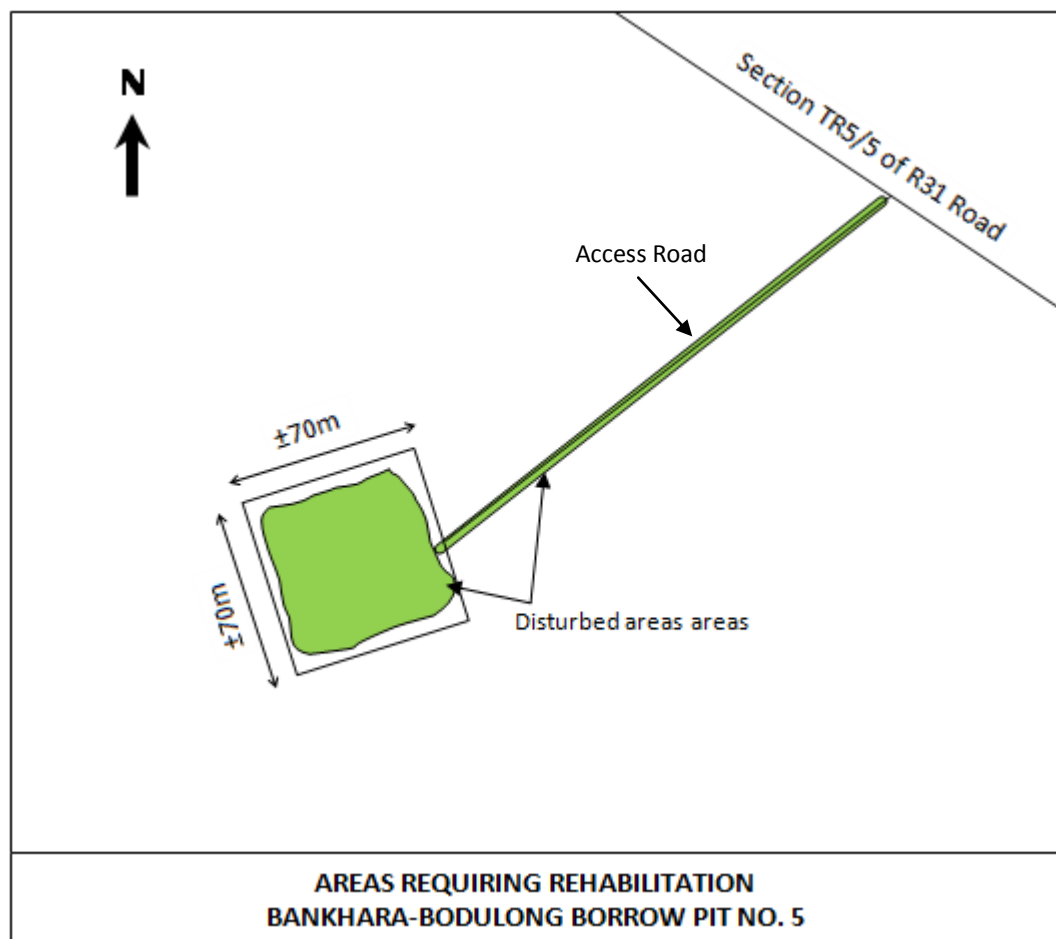 N
Section TR5/5 of R31 Road
Access Road
±70m
±70m
Disturbed areas areas
AREAS REQUIRING REHABILITATION
BANKHARA-BODULONG BORROW PIT NO. 5